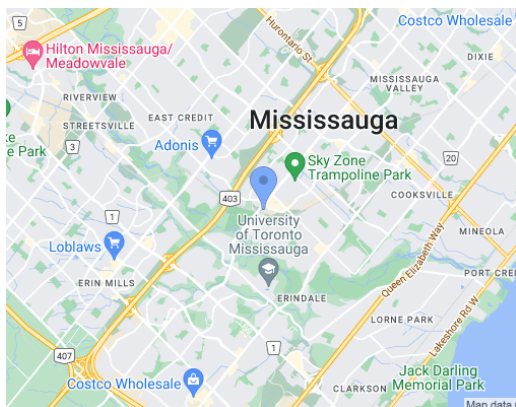 5
Hilton Mississauga/
Meadowvale
Hurontario St
Costco Wholesale
DIXIE
MISSISSAUGA
VALLEY
RIVERVIEW
STREETSVILLE
EAST CREDIT
Mississauga
e Park
3
Adonis
Sky Zone
Trampoline Park
20
403
COOKSVILLE
1
University
of Toronto
Mississauga
MINEOLA
Loblaws
Queen Elizabeth Way
PORT CRE
ERIN MILLS
ERINDALE
LORNE PARK
Lakeshore Rd W
407
1
Costco Wholesale
CLARKSON
Jack Darling
Memorial Park
Map data